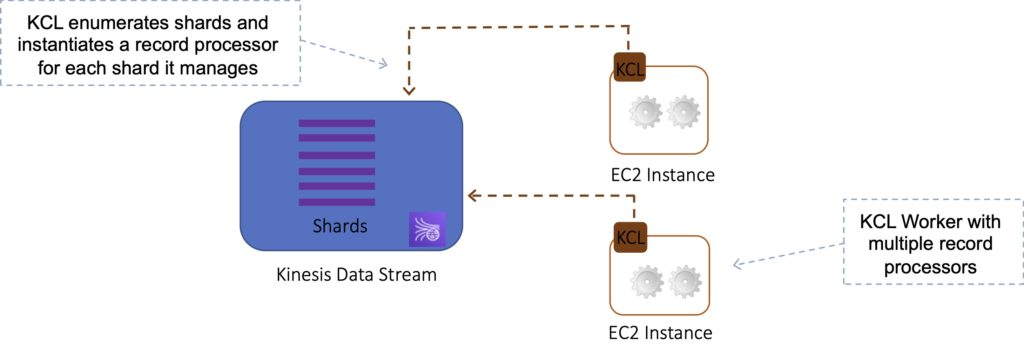 KCL enumerates shards and
instantiates a record processor
for each shard it manages
KCL
EC2 Instance
Shards
Kinesis Data Stream
KCL
EC2 Instance
KCL Worker with
multiple record
processors